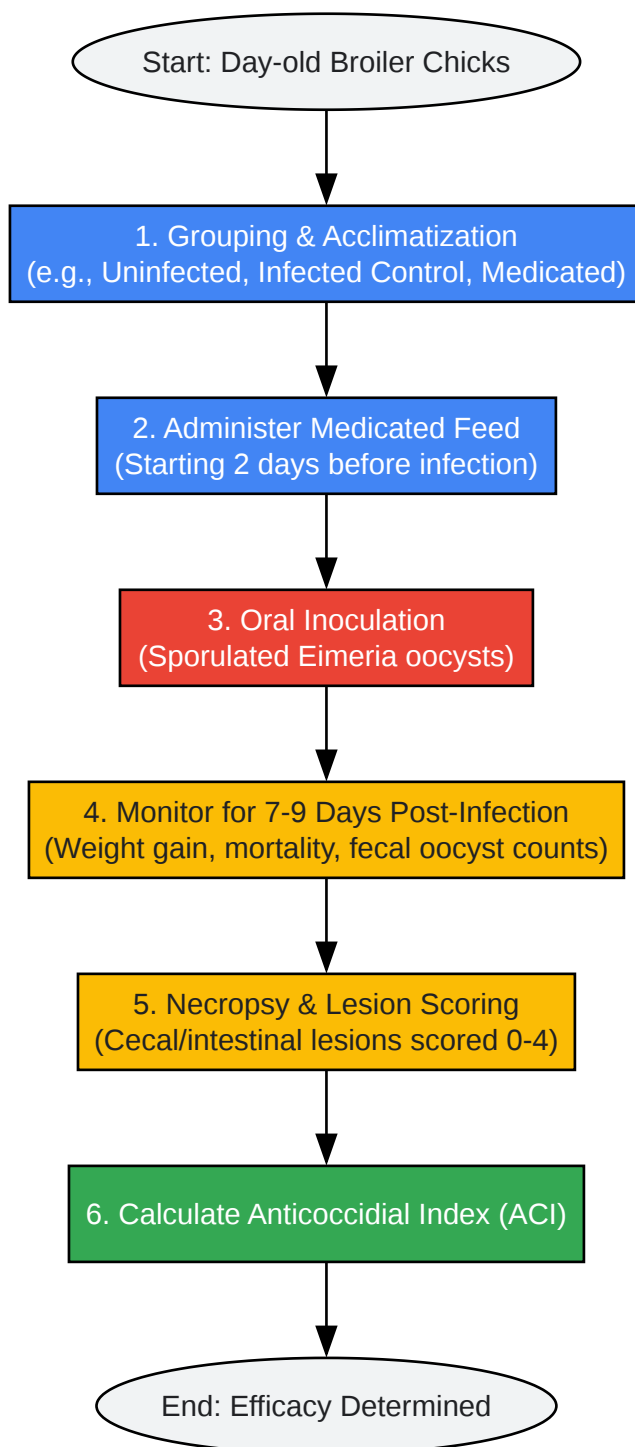 Start: Day-old Broiler Chicks
1. Grouping & Acclimatization
(e.g., Uninfected, Infected Control, Medicated)
2. Administer Medicated Feed
(Starting 2 days before infection)
3. Oral Inoculation
(Sporulated Eimeria oocysts)
4. Monitor for 7-9 Days Post-Infection
(Weight gain, mortality, fecal oocyst counts)
5. Necropsy & Lesion Scoring
(Cecal/intestinal lesions scored 0-4)
6. Calculate Anticoccidial Index (ACI)
End: Efficacy Determined